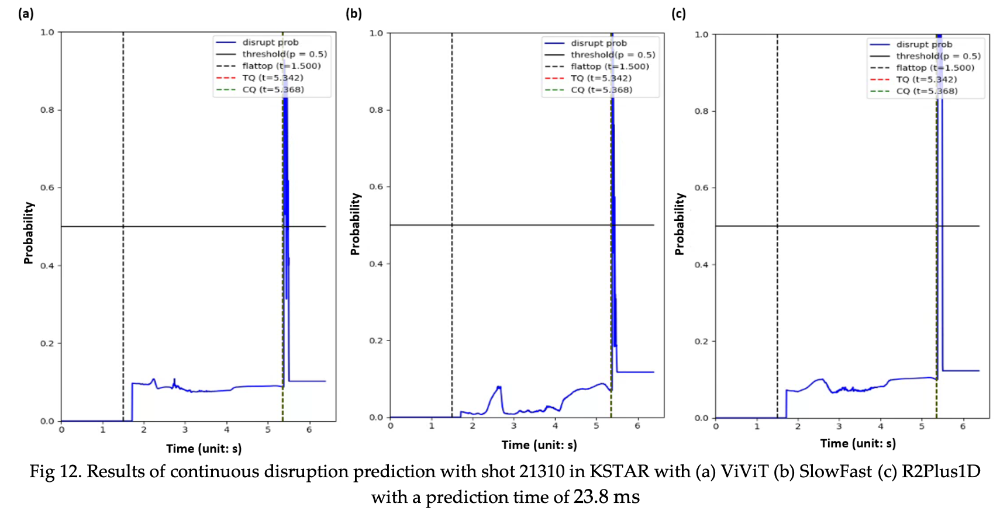 (a)
1.0
0.8
0.6
0.4
0.2
0.0
0 1 2 3 4 5 6
Probability
Time (unit: s)
disrupt prob
threshold(p = 0.5)
flattop (t=1.500)
TQ (t=5.342)
CQ (t=5.368)
(b)
1.0
0.8
0.6
0.4
0.2
0.0
0 1 2 3 4 5 6
Probability
Time (unit: s)
disrupt prob
threshold(p = 0.5)
flattop (t=1.500)
TQ (t=5.342)
CQ (t=5.368)
(c)
1.0
0.8
0.6
0.4
0.2
0.0
0 1 2 3 4 5 6
Probability
Time (unit: s)
disrupt prob
threshold(p = 0.5)
flattop (t=1.500)
TQ (t=5.342)
CQ (t=5.368)
Fig 12. Results of continuous disruption prediction with shot 21310 in KSTAR with (a) ViViT (b) SlowFast (c) R2Plus1D
with a prediction time of 23.8 ms